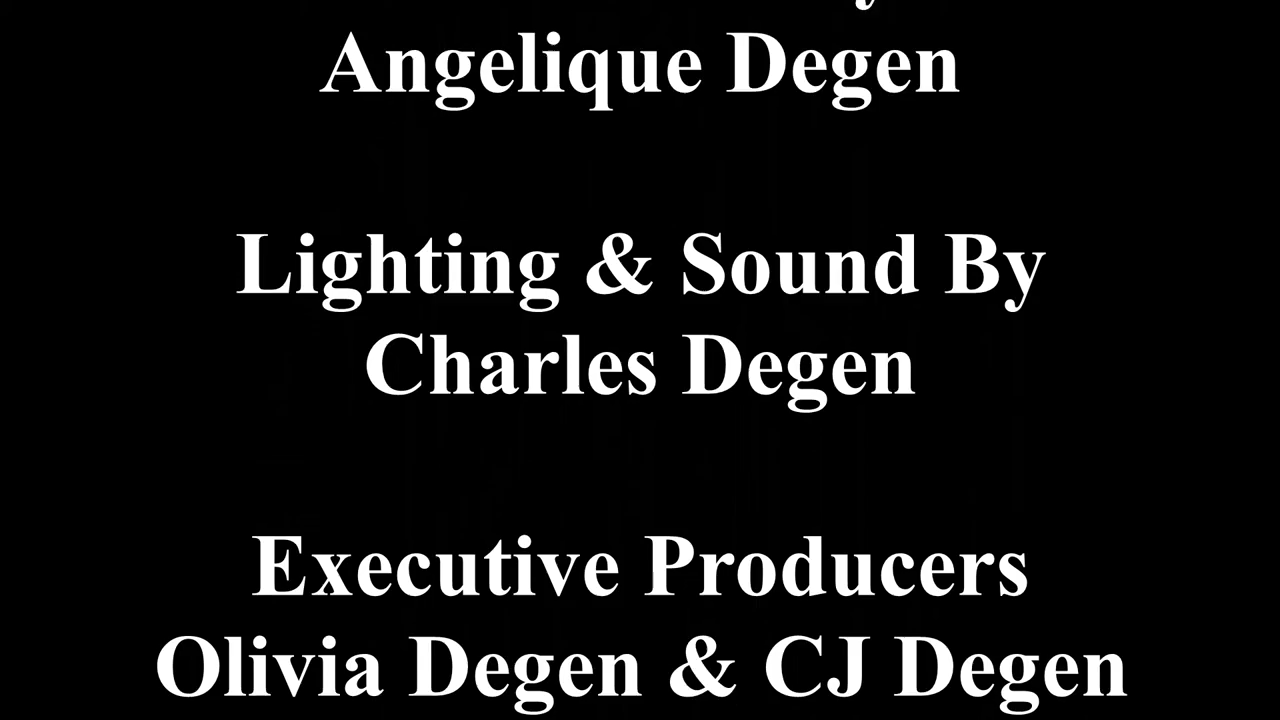 Angelique Degen
Lighting & Sound By
Charles Degen
Executive Producers
Olivia Degen & CJ Degen